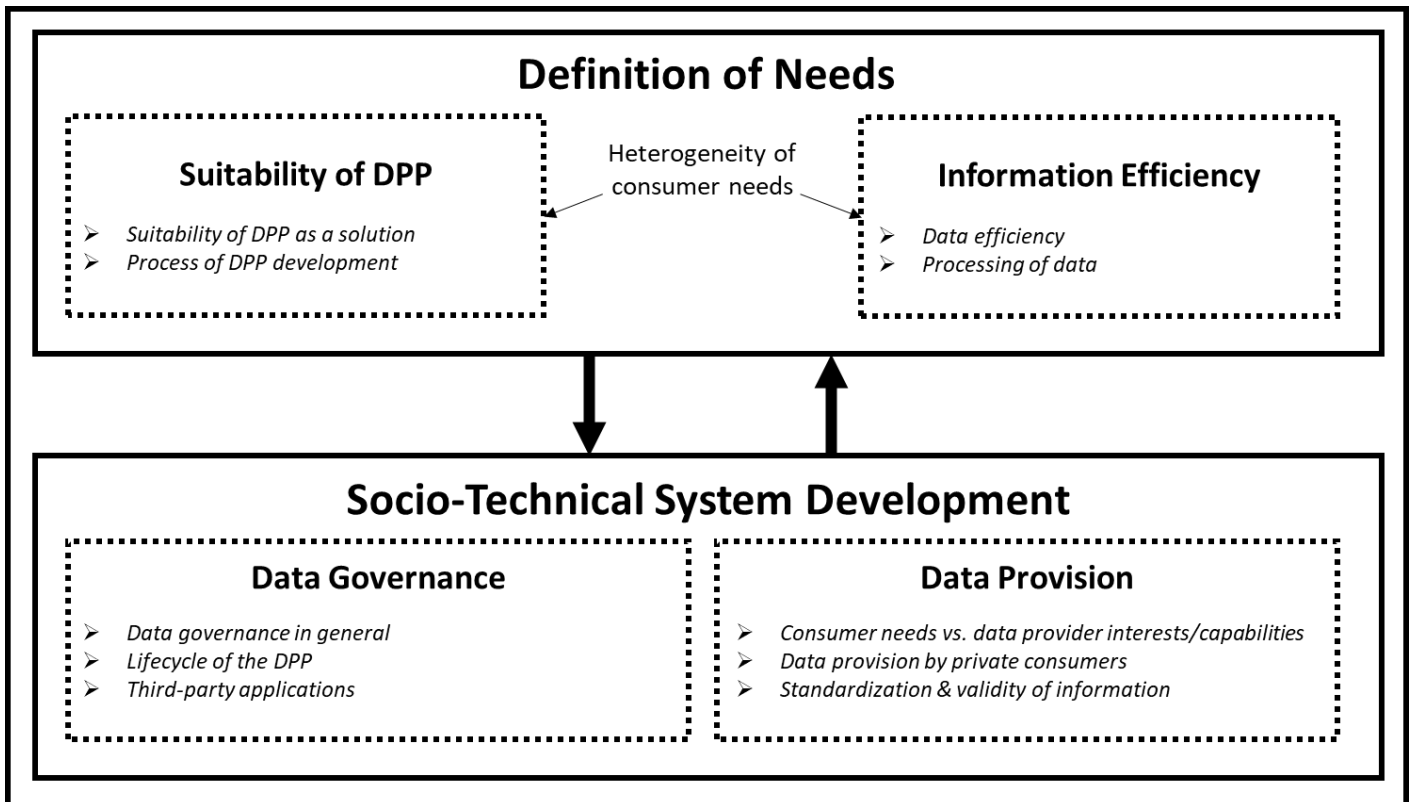 Definition of Needs
Suitability of DPP
➢ Suitability of DPP as a solution
➢ Process of DPP development
Heterogeneity of
consumer needs
Information Efficiency
➢ Data efficiency
➢ Processing of data
Socio-Technical System Development
Data Governance
➢ Data governance in general
➢ Lifecycle of the DPP
➢ Third-party applications
Data Provision
➢ Consumer needs vs. data provider interests/capabilities
➢ Data provision by private consumers
➢ Standardization & validity of information